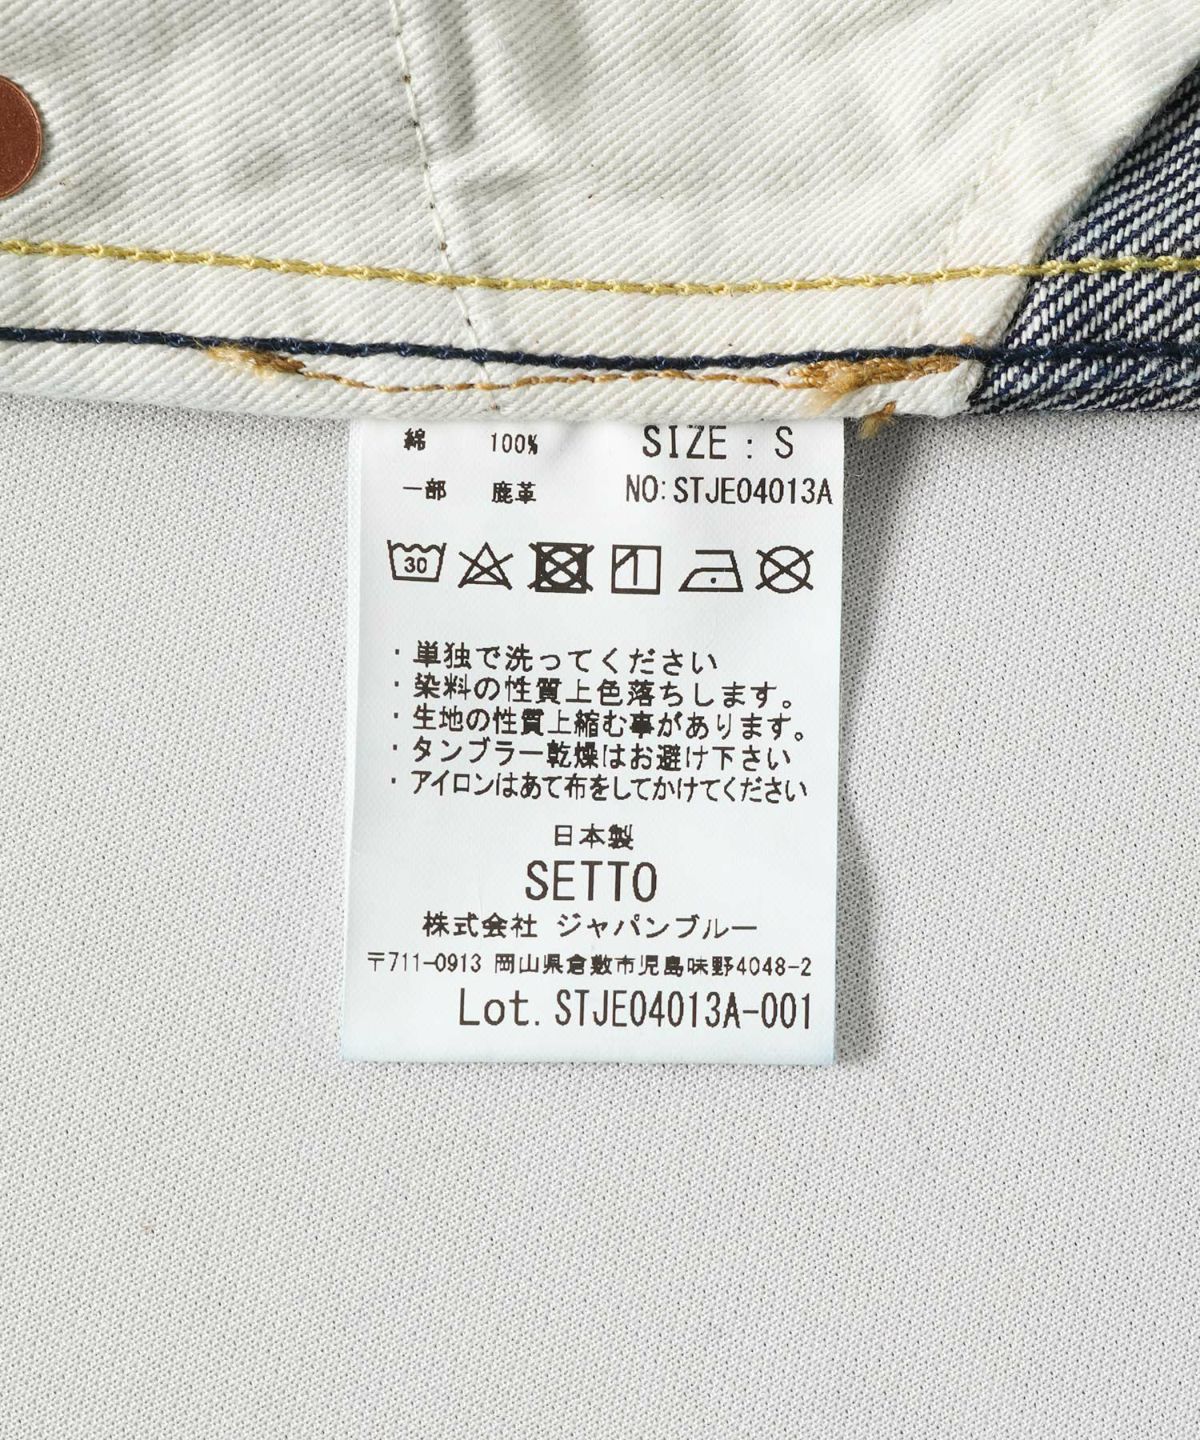 綿 100% SIZE : S
一部 鹿革 NO: STJE04013A
30
・単独で洗ってください
・染料の性質上色落ちします。
・生地の性質上縮む事があります。
・タンブラー乾燥はお避け下さい
・アイロンはあて布をしてかけてください
日本製
SETTO
株式会社 ジャパンブルー
〒711-0913 岡山県倉敷市児島味野4048-2
Lot. STJE04013A-001